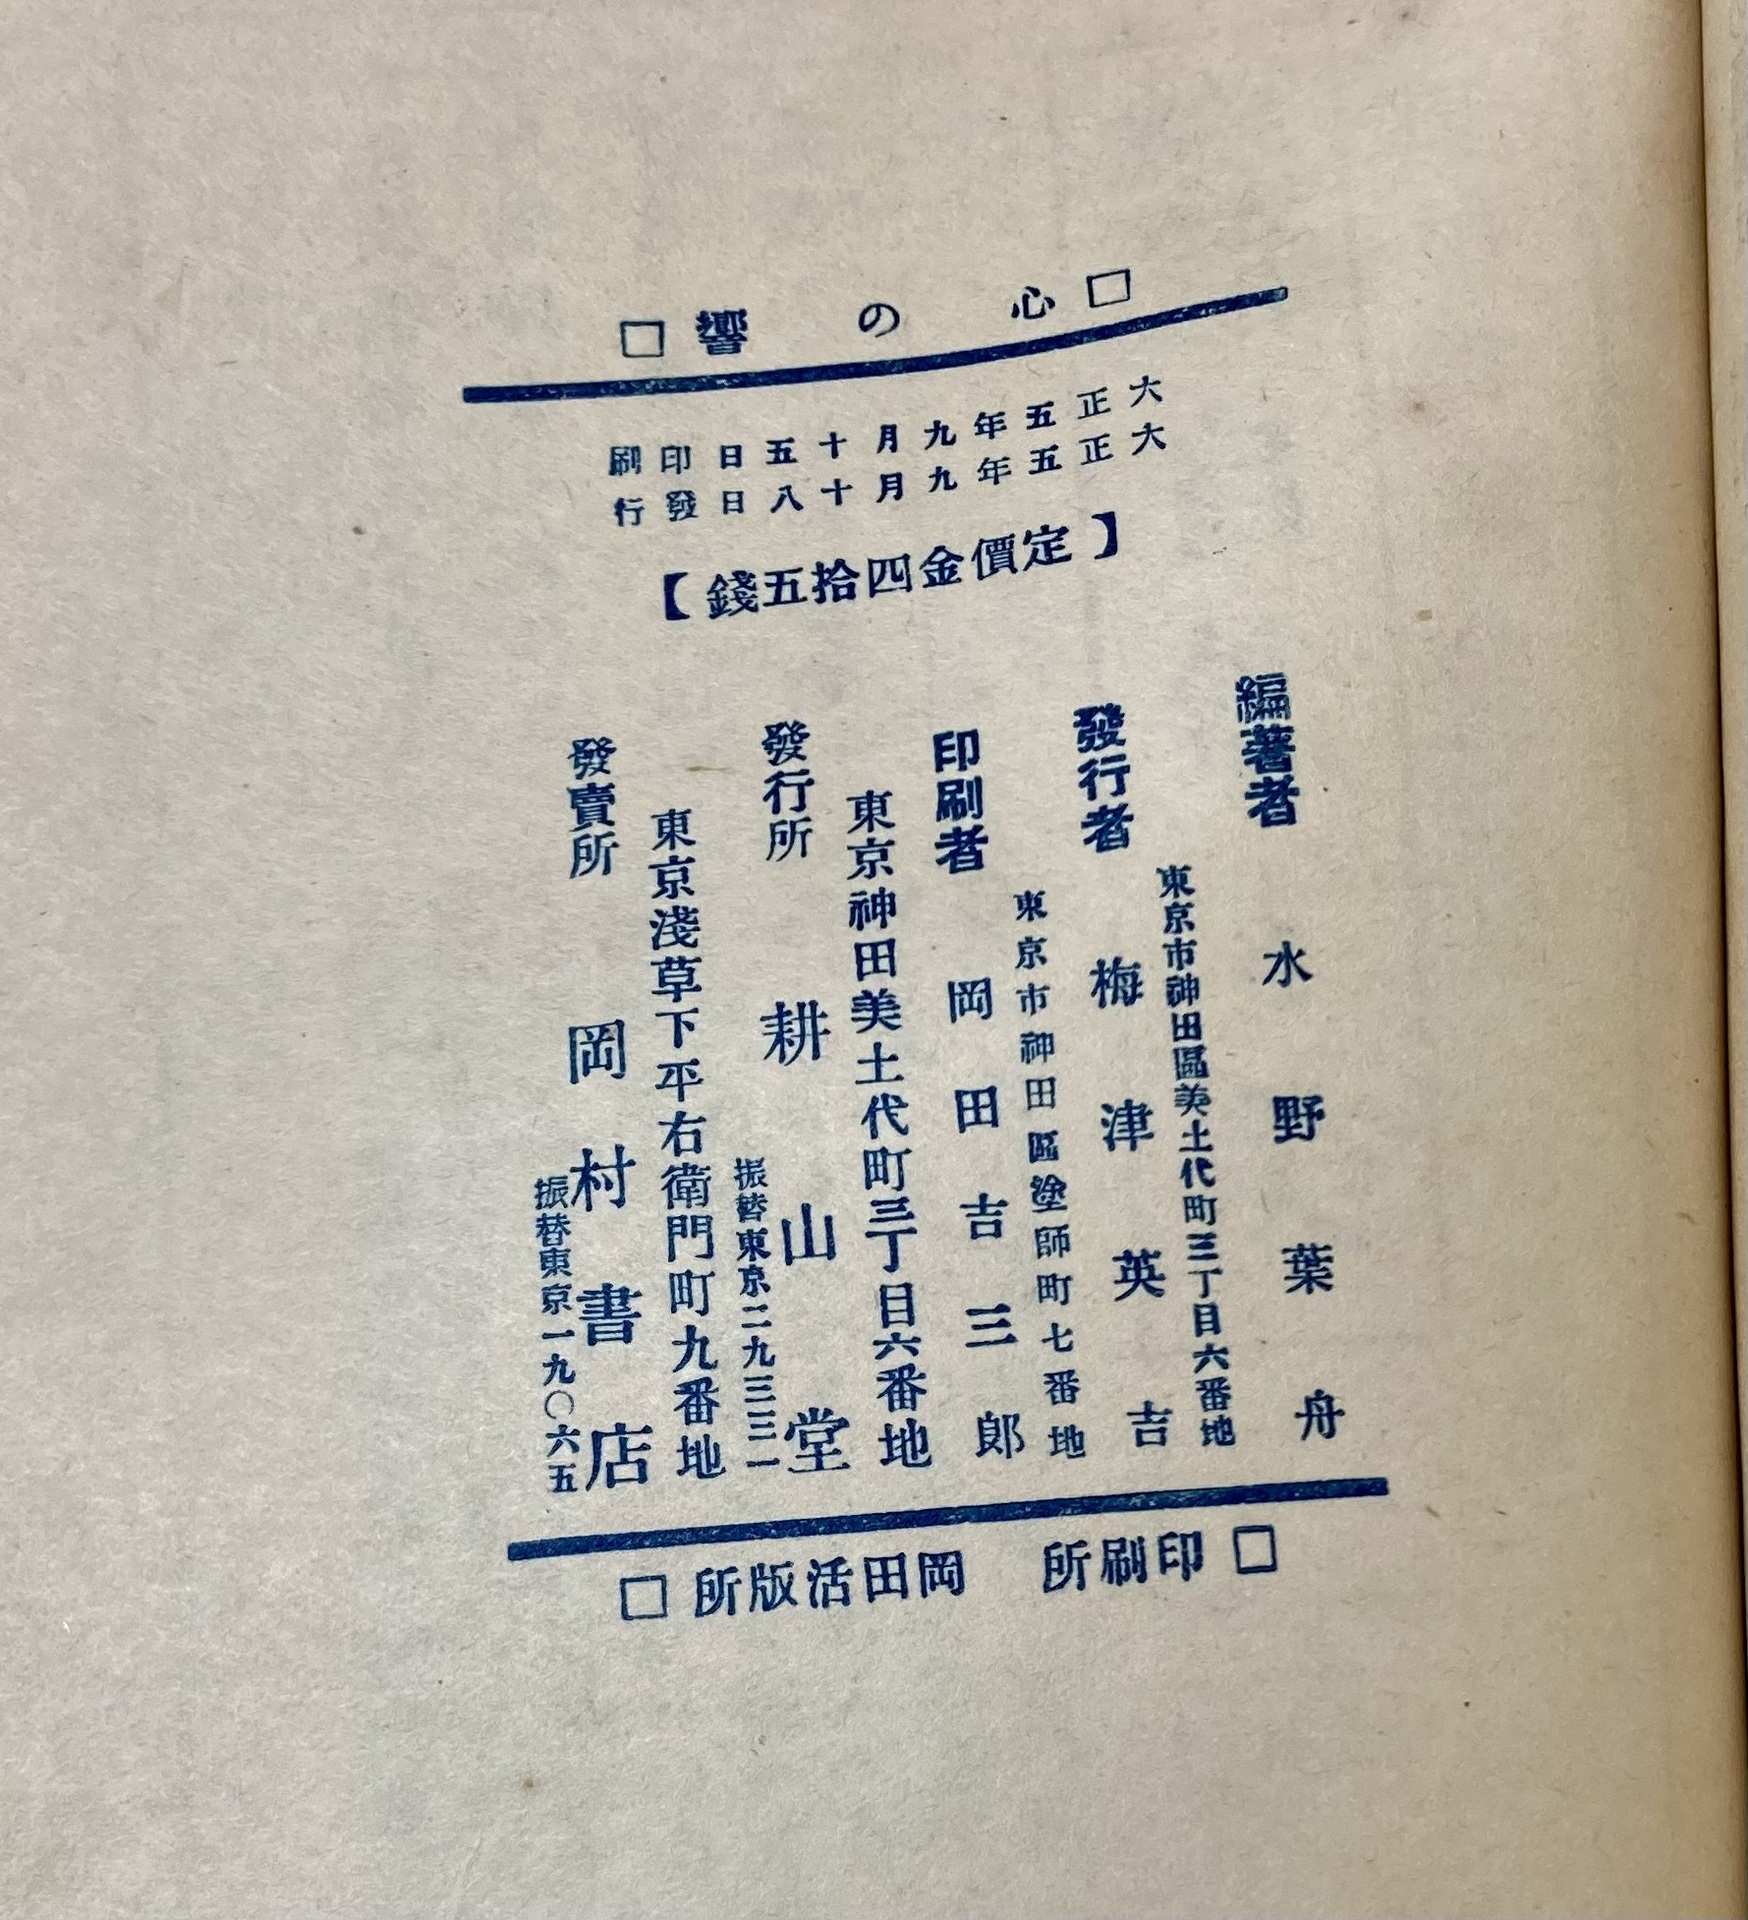 □心の響□
大正五年九月十五日印刷
大正五年九月十八日發行
【定價金四拾五錢】
編著者 水野葉舟
東京市神田區美土代町三丁目六番地
發行者 梅津英吉
東京市神田區塗師町七番地
印刷者 岡田吉三郎
東京神田美土代町三丁目六番地
發行所 耕山堂
振替東京二九三三一
東京淺草下平右衛門町九番地
發賣所 岡村書店
振替東京一九〇六五
□印刷所 岡田活版所□